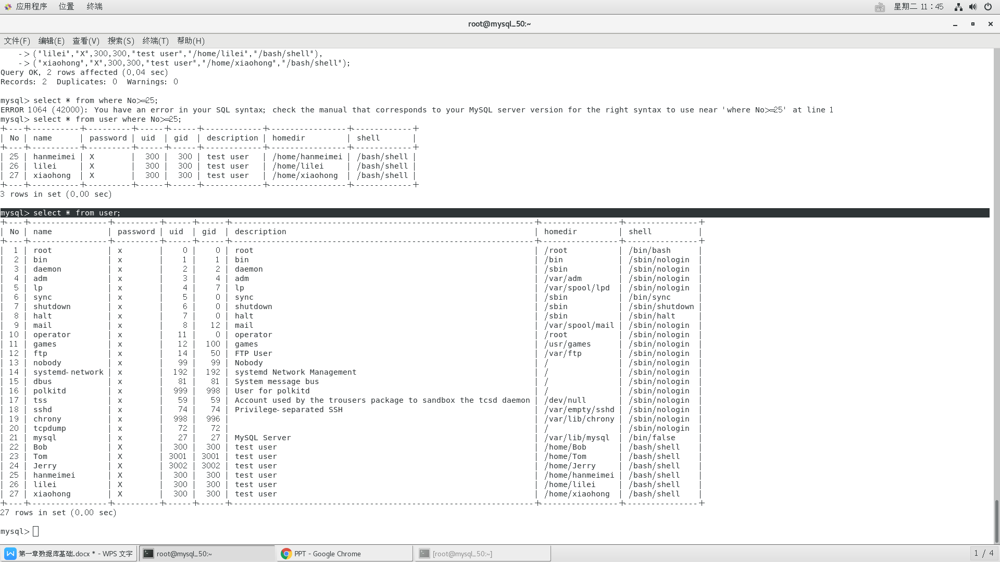 应用程序 位置 终端 星期二 11：45
root@mysql_50:~
文件(F) 编辑(E) 查看(V) 搜索(S) 终端(T) 帮助(H)
    -> ("lilei","X",300,300,"test user","/home/lilei","/bash/shell"),
    -> ("xiaohong","X",300,300,"test user","/home/xiaohong","/bash/shell");
Query OK, 2 rows affected (0.04 sec)
Records: 2  Duplicates: 0  Warnings: 0
mysql> select * from where No>=25;
ERROR 1064 (42000): You have an error in your SQL syntax; check the manual that corresponds to your MySQL server version for the right syntax to use near 'where No>=25' at line 1
mysql> select * from user where No>=25;
+----+-----------+----------+------+------+-------------+-----------------+-------------+
| No | name      | password | uid  | gid  | description | homedir         | shell       |
+----+-----------+----------+------+------+-------------+-----------------+-------------+
| 25 | hanmeimei | X        |  300 |  300 | test user   | /home/hanmeimei | /bash/shell |
| 26 | lilei     | X        |  300 |  300 | test user   | /home/lilei     | /bash/shell |
| 27 | xiaohong  | X        |  300 |  300 | test user   | /home/xiaohong  | /bash/shell |
+----+-----------+----------+------+------+-------------+-----------------+-------------+
3 rows in set (0.00 sec)
mysql> select * from user;
+----+-----------------+----------+------+------+-----------------------------------------------------------------+-----------------+----------------+
| No | name            | password | uid  | gid  | description                                                     | homedir         | shell          |
+----+-----------------+----------+------+------+-----------------------------------------------------------------+-----------------+----------------+
|  1 | root            | x        |    0 |    0 | root                                                            | /root           | /bin/bash      |
|  2 | bin             | x        |    1 |    1 | bin                                                             | /bin            | /sbin/nologin  |
|  3 | daemon          | x        |    2 |    2 | daemon                                                          | /sbin           | /sbin/nologin  |
|  4 | adm             | x        |    3 |    4 | adm                                                             | /var/adm        | /sbin/nologin  |
|  5 | lp              | x        |    4 |    7 | lp                                                              | /var/spool/lpd  | /sbin/nologin  |
|  6 | sync            | x        |    5 |    0 | sync                                                            | /sbin           | /bin/sync      |
|  7 | shutdown        | x        |    6 |    0 | shutdown                                                        | /sbin           | /sbin/shutdown |
|  8 | halt            | x        |    7 |    0 | halt                                                            | /sbin           | /sbin/halt     |
|  9 | mail            | x        |    8 |   12 | mail                                                            | /var/spool/mail | /sbin/nologin  |
| 10 | operator        | x        |   11 |    0 | operator                                                        | /root           | /sbin/nologin  |
| 11 | games           | x        |   12 |  100 | games                                                           | /usr/games      | /sbin/nologin  |
| 12 | ftp             | x        |   14 |   50 | FTP User                                                        | /var/ftp        | /sbin/nologin  |
| 13 | nobody          | x        |   99 |   99 | Nobody                                                          | /               | /sbin/nologin  |
| 14 | systemd-network | x        |  192 |  192 | systemd Network Management                                      | /               | /sbin/nologin  |
| 15 | dbus            | x        |   81 |   81 | System message bus                                              | /               | /sbin/nologin  |
| 16 | polkitd         | x        |  999 |  998 | User for polkitd                                                | /               | /sbin/nologin  |
| 17 | tss             | x        |   59 |   59 | Account used by the trousers package to sandbox the tcsd daemon | /dev/null       | /sbin/nologin  |
| 18 | sshd            | x        |   74 |   74 | Privilege-separated SSH                                         | /var/empty/sshd | /sbin/nologin  |
| 19 | chrony          | x        |  998 |  996 |                                                                 | /var/lib/chrony | /sbin/nologin  |
| 20 | tcpdump         | x        |   72 |   72 |                                                                 | /               | /sbin/nologin  |
| 21 | mysql           | x        |   27 |   27 | MySQL Server                                                    | /var/lib/mysql  | /bin/false     |
| 22 | Bob             | X        |  300 |  300 | test user                                                       | /home/Bob       | /bash/shell    |
| 23 | Tom             | X        | 3001 | 3001 | test user                                                       | /home/Tom       | /bash/shell    |
| 24 | Jerry           | X        | 3002 | 3002 | test user                                                       | /home/Jerry     | /bash/shell    |
| 25 | hanmeimei       | X        |  300 |  300 | test user                                                       | /home/hanmeimei | /bash/shell    |
| 26 | lilei           | X        |  300 |  300 | test user                                                       | /home/lilei     | /bash/shell    |
| 27 | xiaohong        | X        |  300 |  300 | test user                                                       | /home/xiaohong  | /bash/shell    |
+----+-----------------+----------+------+------+-----------------------------------------------------------------+-----------------+----------------+
27 rows in set (0.00 sec)
mysql>
第一章数据库基础.docx * - WPS 文字 root@mysql_50:~ PPT - Google Chrome [root@mysql_50:~] 1 / 4